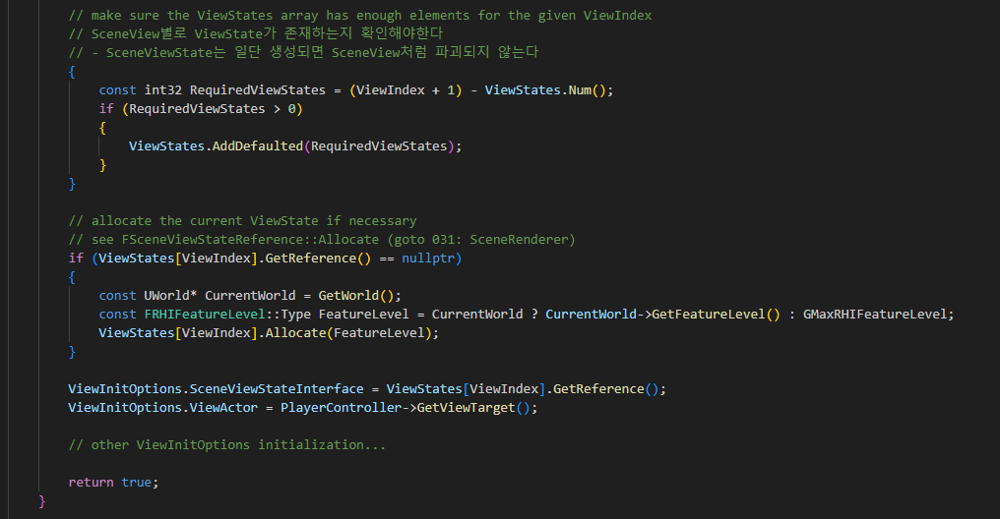 // make sure the ViewStates array has enough elements for the given ViewIndex
// SceneView별로 ViewState가 존재하는지 확인해야한다
// - SceneViewState는 일단 생성되면 SceneView처럼 파괴되지 않는다
{
const int32 RequiredViewStates = (ViewIndex + 1) - ViewStates.Num();
if (RequiredViewStates > 0)
{
ViewStates.AddDefaulted(RequiredViewStates);
}
}
// allocate the current ViewState if necessary
// see FSceneViewStateReference::Allocate (goto 031: SceneRenderer)
if (ViewStates[ViewIndex].GetReference() == nullptr)
{
const UWorld* CurrentWorld = GetWorld();
const FRHIFeatureLevel::Type FeatureLevel = CurrentWorld ? CurrentWorld->GetFeatureLevel() : GMaxRHIFeatureLevel;
ViewStates[ViewIndex].Allocate(FeatureLevel);
}
ViewInitOptions.SceneViewStateInterface = ViewStates[ViewIndex].GetReference();
ViewInitOptions.ViewActor = PlayerController->GetViewTarget();
// other ViewInitOptions initialization...
return true;
}